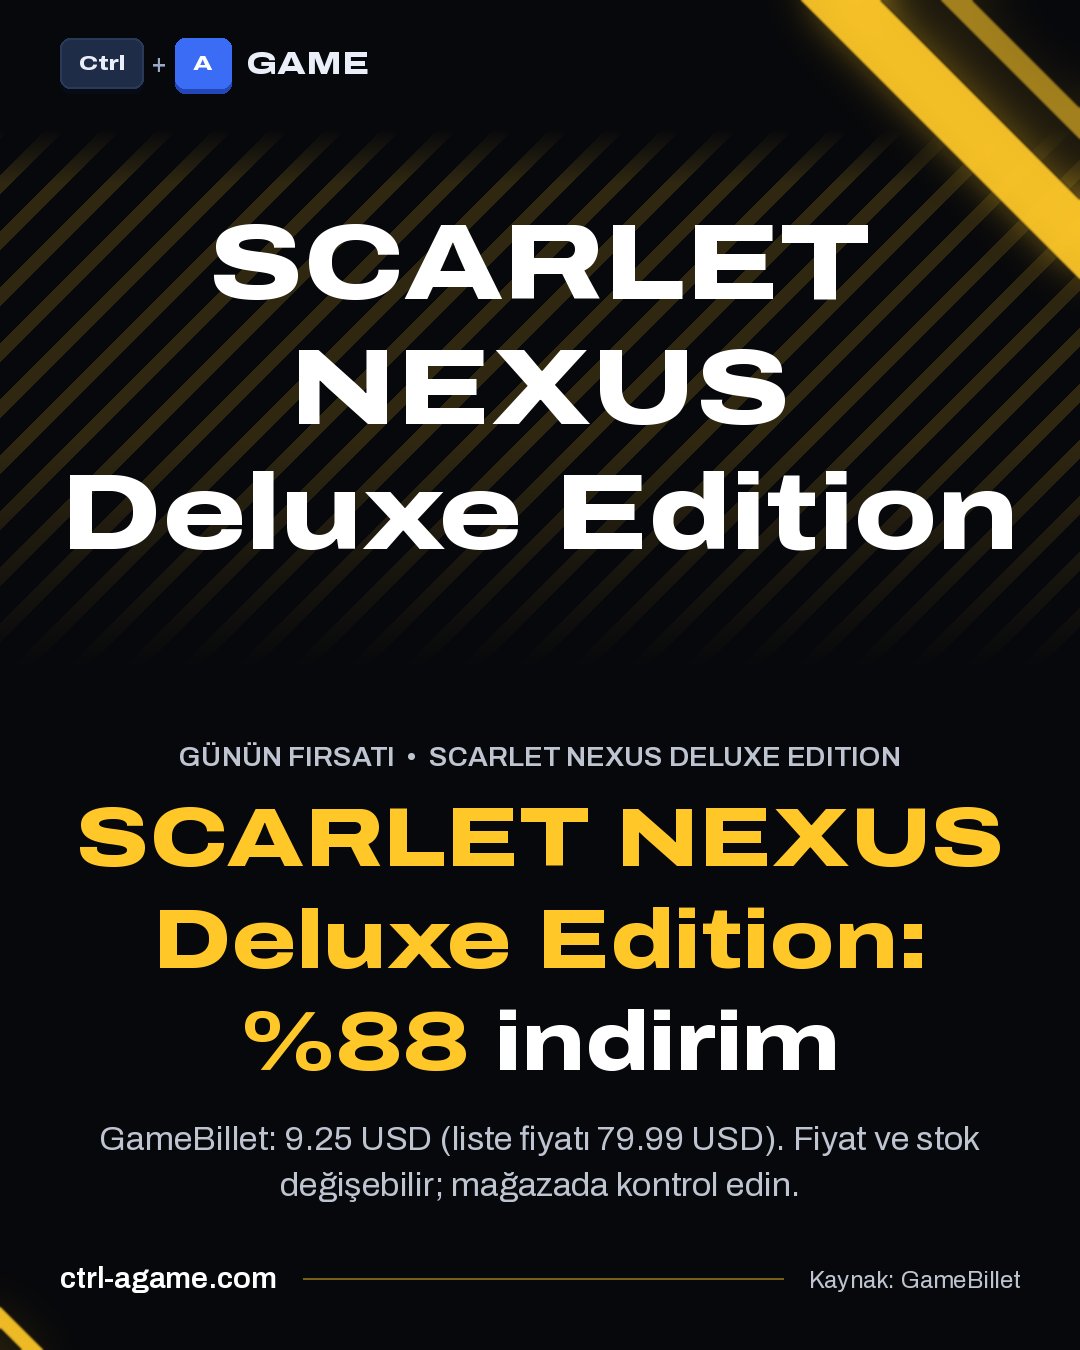 Ctrl + A GAME
SCARLET
NEXUS
Deluxe Edition
GÜNÜN FIRSATI • SCARLET NEXUS DELUXE EDITION
SCARLET NEXUS
Deluxe Edition:
%88 indirim
GameBillet: 9.25 USD (liste fiyatı 79.99 USD). Fiyat ve stok
değişebilir; mağazada kontrol edin.
ctrl-agame.com
Kaynak: GameBillet